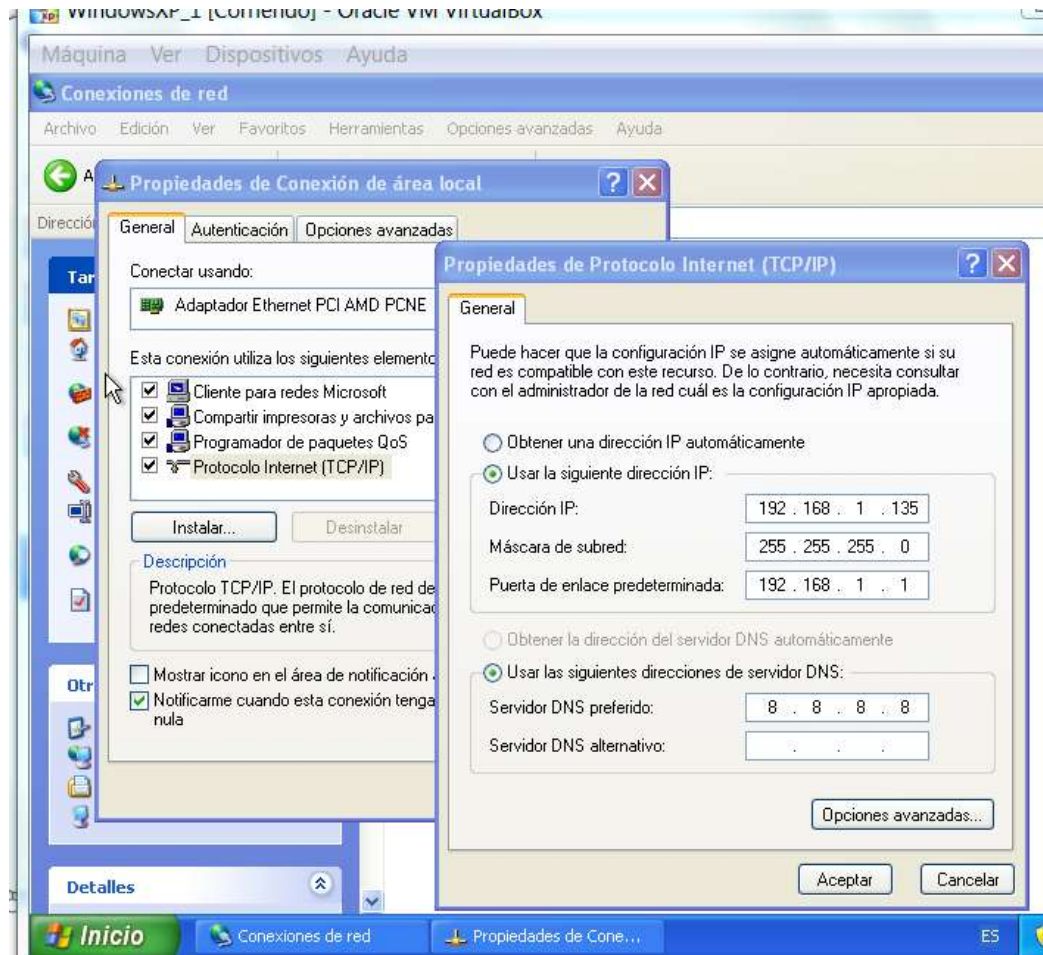 WindowsXP_1 [Corriendo] - Oracle VM VirtualBox
Máquina Ver Dispositivos Ayuda
Conexiones de red
Archivo Edición Ver Favoritos Herramientas Opciones avanzadas Ayuda
A
Direcció
Propiedades de Conexión de área local
General Autenticación Opciones avanzadas
Conectar usando:
Adaptador Ethernet PCI AMD PCNE
Esta conexión utiliza los siguientes elemento
Cliente para redes Microsoft
Compartir impresoras y archivos pa
Programador de paquetes QoS
Protocolo Internet (TCP/IP)
Instalar... Desinstalar
Descripción
Protocolo TCP/IP. El protocolo de red de
predeterminado que permite la comunicac
redes conectadas entre sí.
Mostrar icono en el área de notificación
Notificarme cuando esta conexión tenga
nula
Propiedades de Protocolo Internet (TCP/IP)
General
Puede hacer que la configuración IP se asigne automáticamente si su
red es compatible con este recurso. De lo contrario, necesita consultar
con el administrador de la red cuál es la configuración IP apropiada.
Obtener una dirección IP automáticamente
Usar la siguiente dirección IP:
Dirección IP: 192 . 168 . 1 . 135
Máscara de subred: 255 . 255 . 255 . 0
Puerta de enlace predeterminada: 192 . 168 . 1 . 1
Obtener la dirección del servidor DNS automáticamente
Usar las siguientes direcciones de servidor DNS:
Servidor DNS preferido: 8 . 8 . 8 . 8
Servidor DNS alternativo: . . .
Opciones avanzadas...
Aceptar Cancelar
Tar
Otr
Detalles
Inicio Conexiones de red Propiedades de Cone... ES